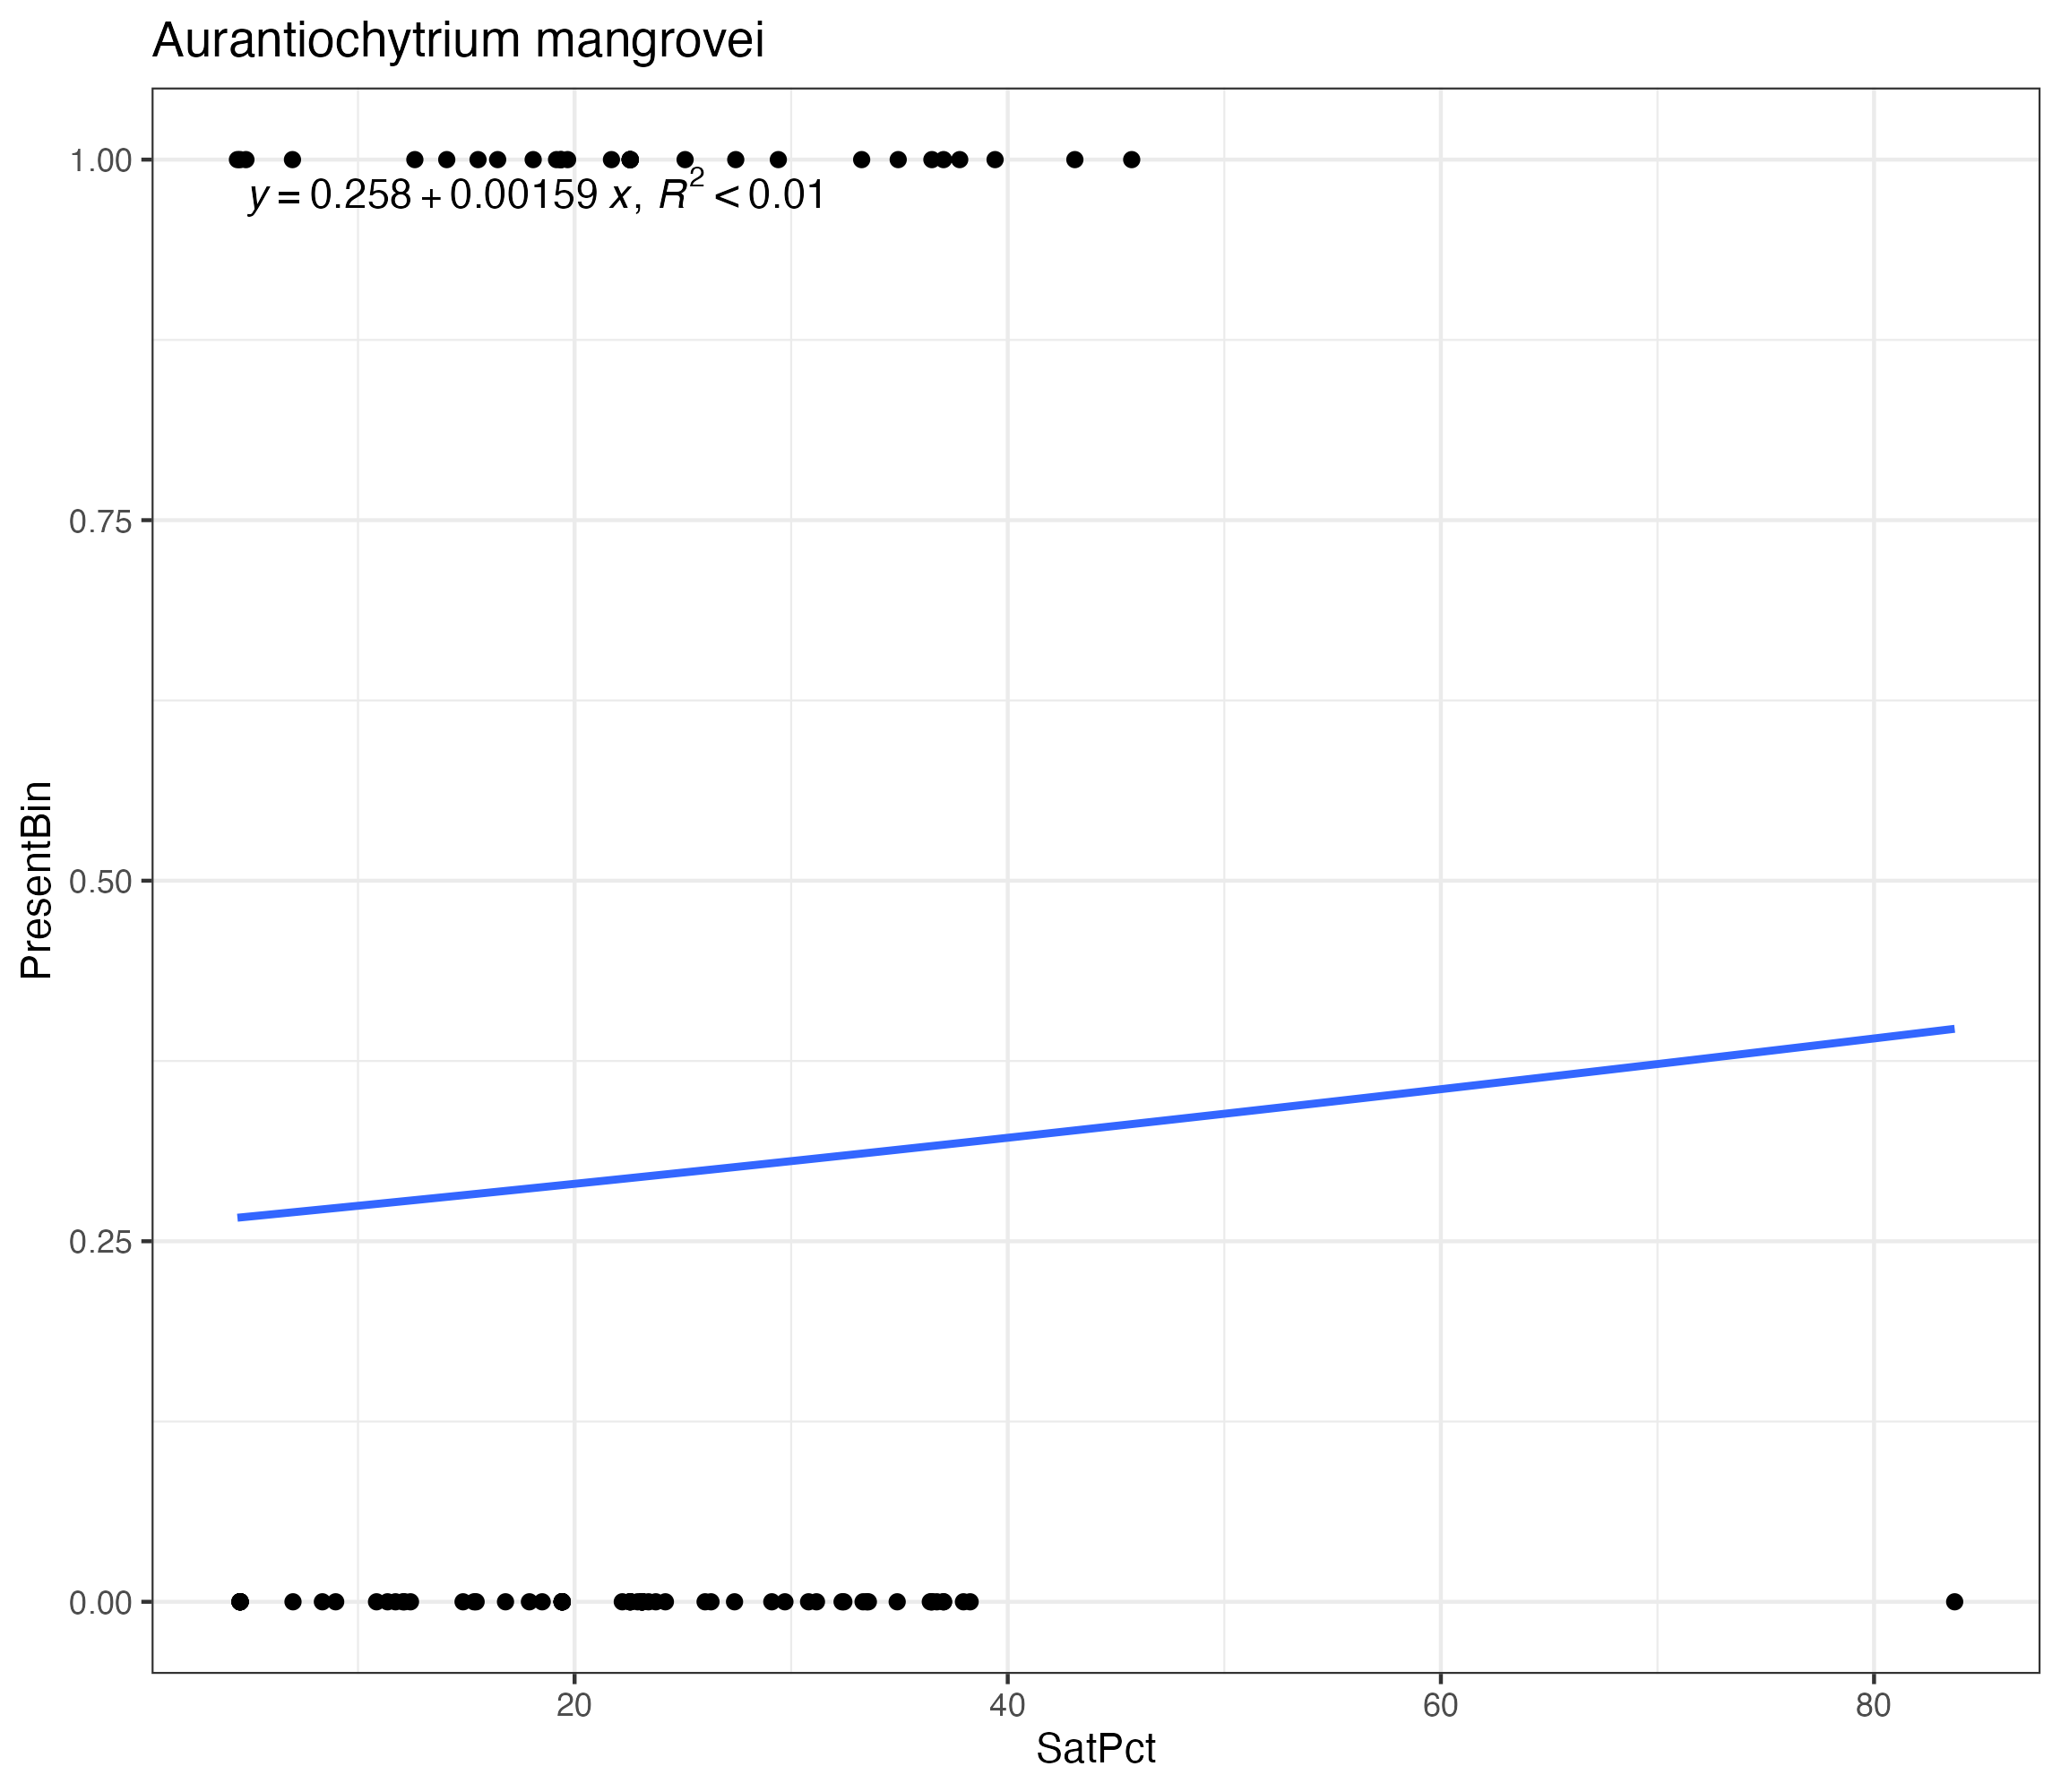 Aurantiochytrium mangrovei
1.00
y = 0.258 + 0.00159 x, R² < 0.01
0.75
PresentBin
0.50
0.25
0.00
20 40 60 80
SatPct